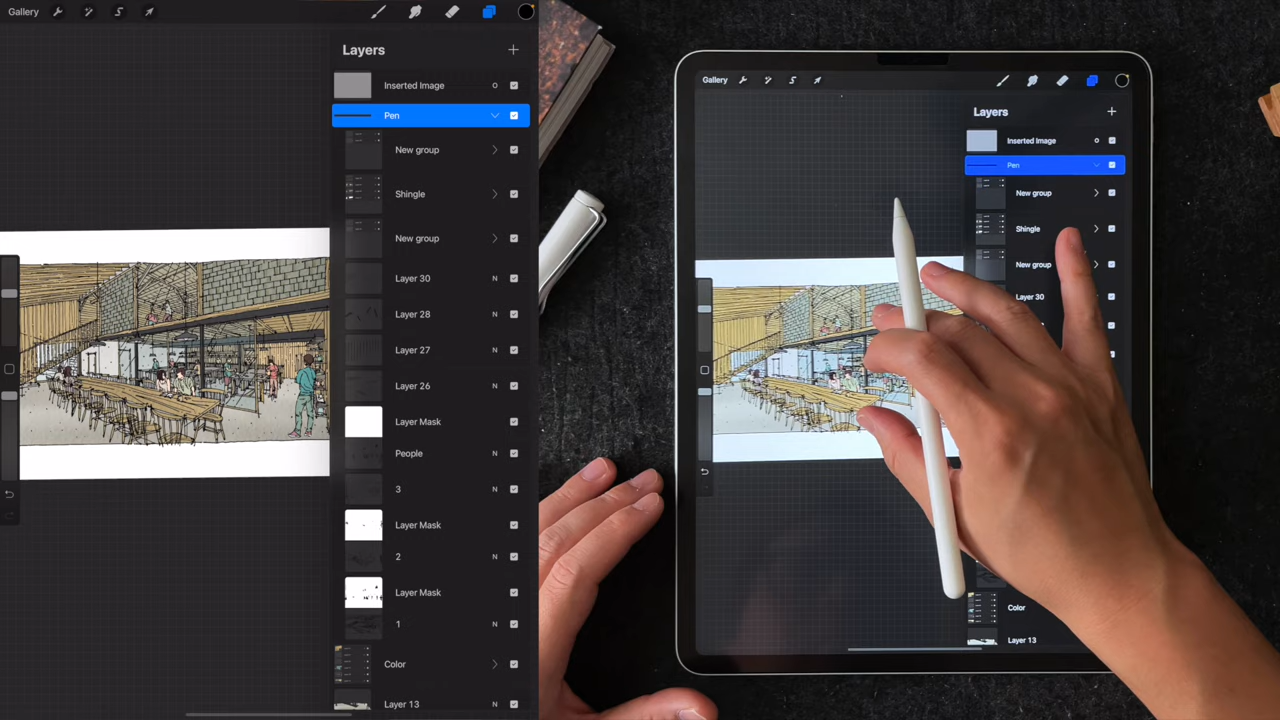 Gallery
Layers
Inserted Image O
Pen
New group
Shingle
New group
Layer 30
Layer 28
Layer 27
Layer 26
Layer Mask
People N
3 N
Layer Mask
2 N
Layer Mask
1 N
Color
Layer 13 N
Gallery
Layers
Inserted Image O
Pen
New group
Shingle
New group
Layer 30
Color
Layer 13